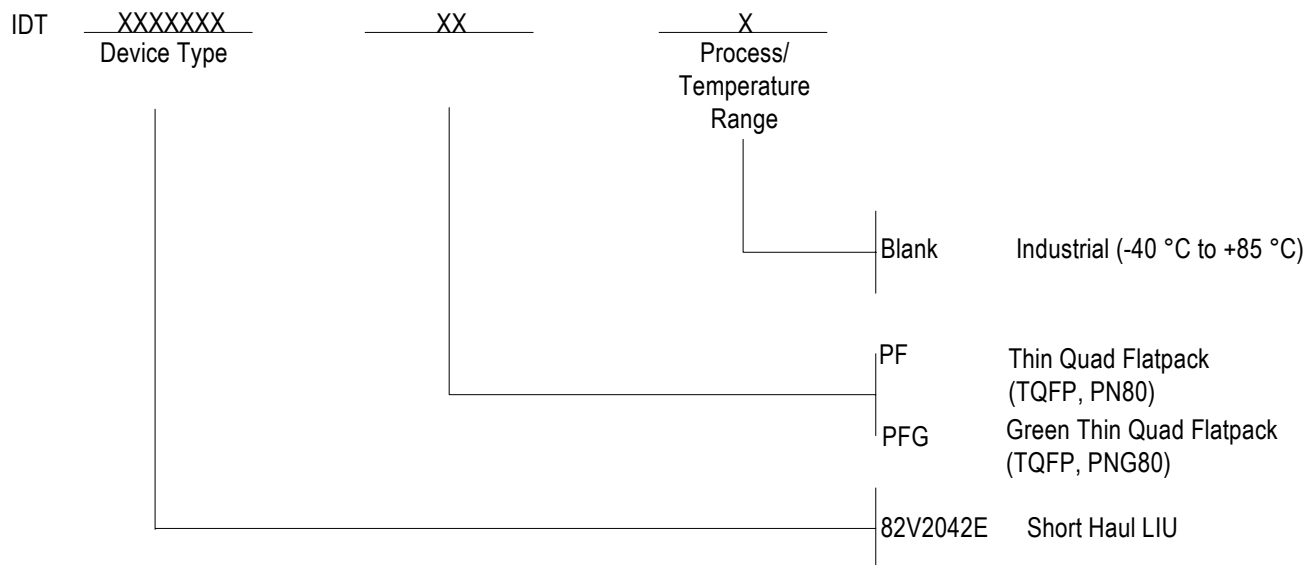 IDT XXXXXXX XX X
Device Type
Process/
Temperature
Range
Blank Industrial (-40 °C to +85 °C)
PF Thin Quad Flatpack
(TQFP, PN80)
PFG Green Thin Quad Flatpack
(TQFP, PNG80)
82V2042E Short Haul LIU